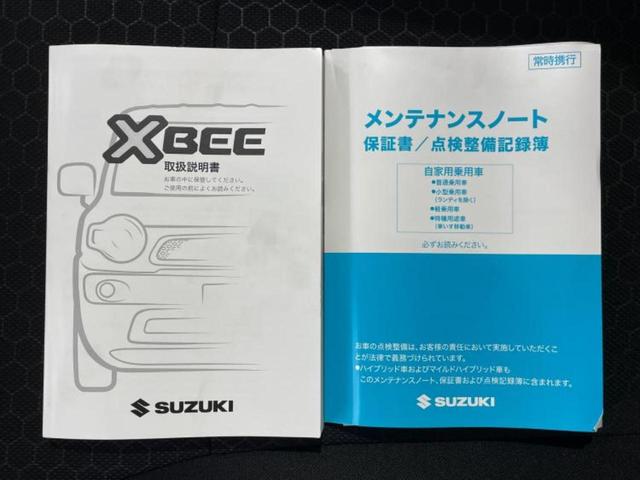 XBEE
取扱説明書
お車の中に保管してください。
ご使用の前によくお読みください。
SUZUKI
常時携行
メンテナンスノート
保証書／点検整備記録簿
自家用乗用車
●普通乗用車
●小型乗用車
(ランディを除く)
●軽乗用車
●特種用途車
(車いす移動車)
必ずお読みください。
お車の点検整備は、お客様の責任において実施していただくこ
とが法律で義務づけられています。
●ハイブリッド車およびマイルドハイブリッド車も
このメンテナンスノート、保証書および点検記録簿に含まれます。
SUZUKI